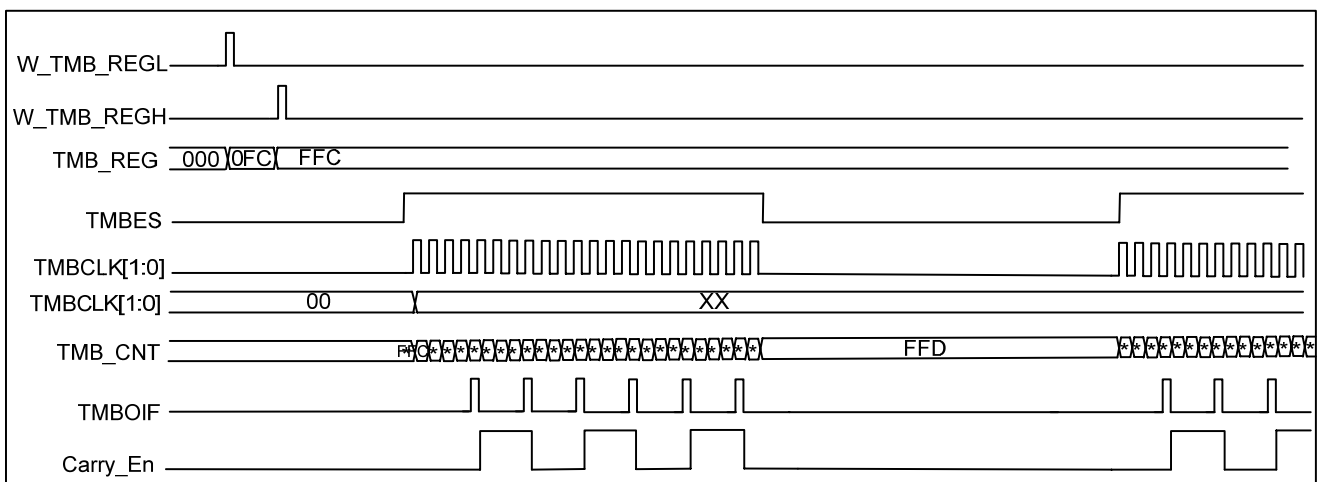 W_TMB_REGL
W_TMB_REGH
TMB_REG 000 0FC FFC
TMBES
TMBCLK[1:0]
TMBCLK[1:0] 00 XX
TMB_CNT * * * * * * * * * * * * * * * * * * * * * * * * * * FFD * * * * * * * * * * * * * * *
TMBOIF
Carry_En